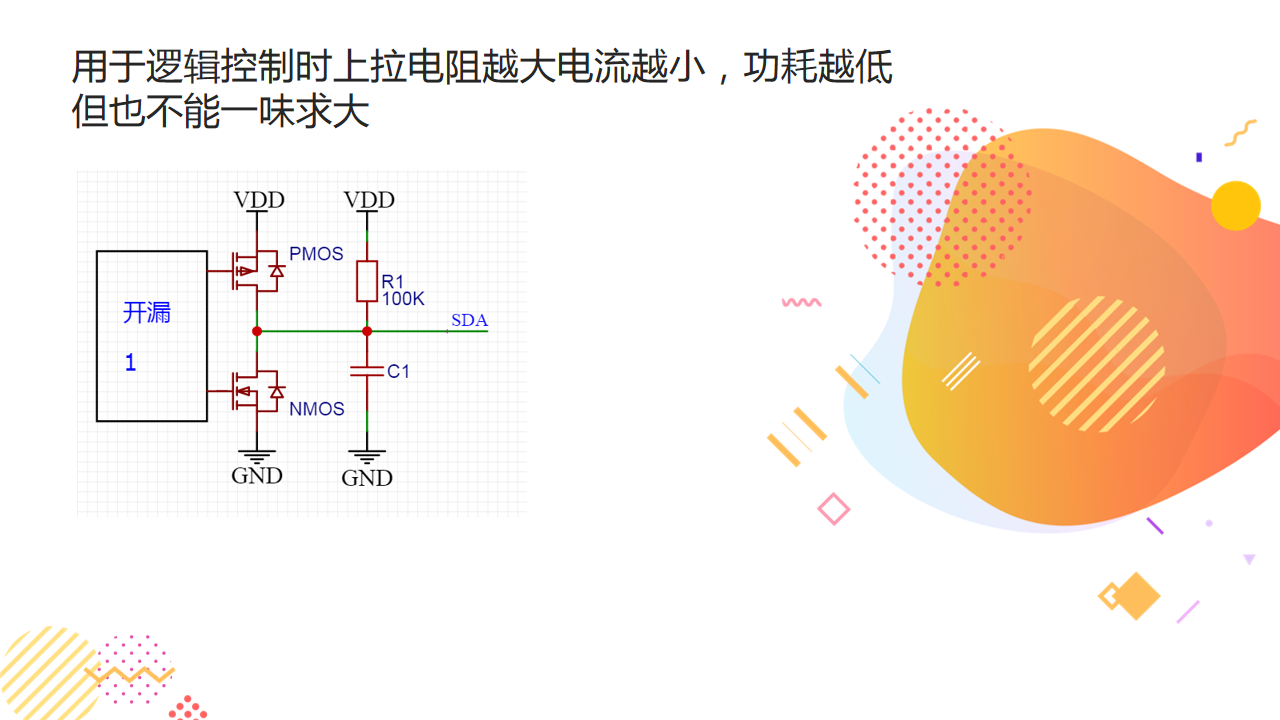 用于逻辑控制时上拉电阻越大电流越小，功耗越低
但也不能一味求大
VDD
VDD
PMOS
R1
100K
开漏
1
SDA
C1
NMOS
GND
GND